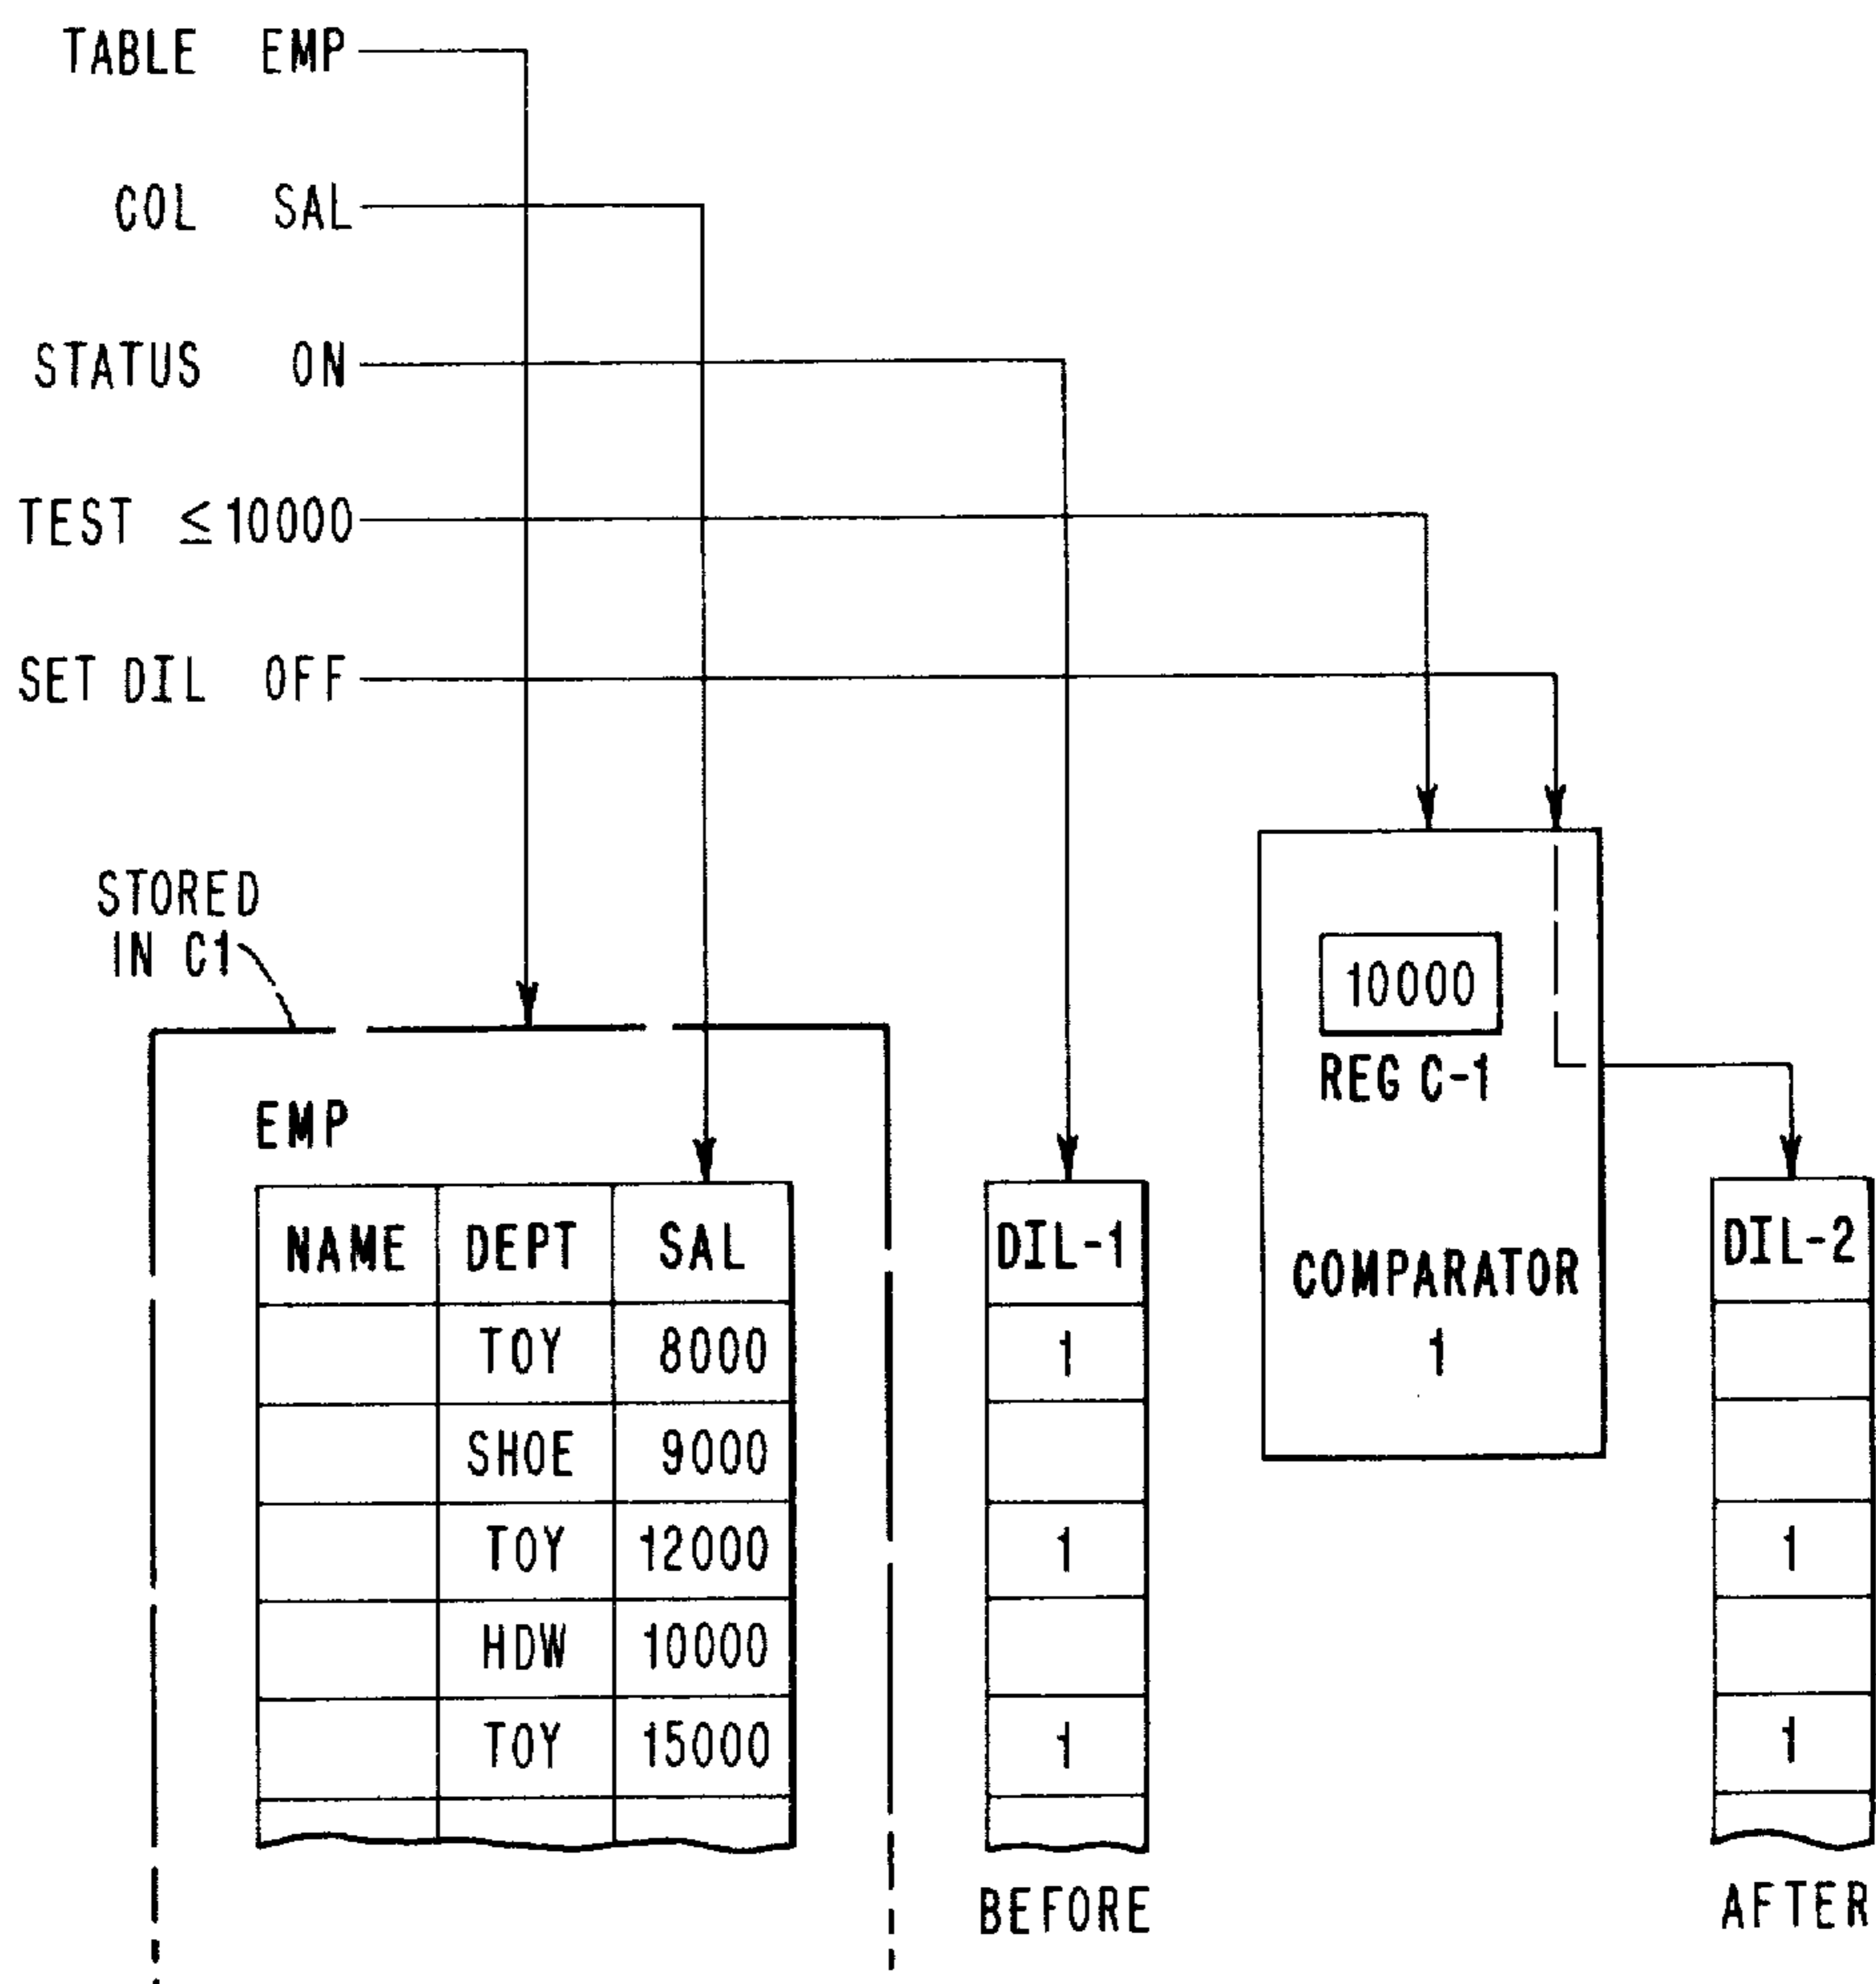 TABLE EMP
COL SAL
STATUS ON
TEST ≤10000
SET DIL OFF
STORED
IN C1
10000
REG C-1
COMPARATOR
1
EMP
NAME DEPT SAL
TOY 8000
SHOE 9000
TOY 12000
HDW 10000
TOY 15000
DIL-1
1
1
1
BEFORE
DIL-2
1
1
AFTER